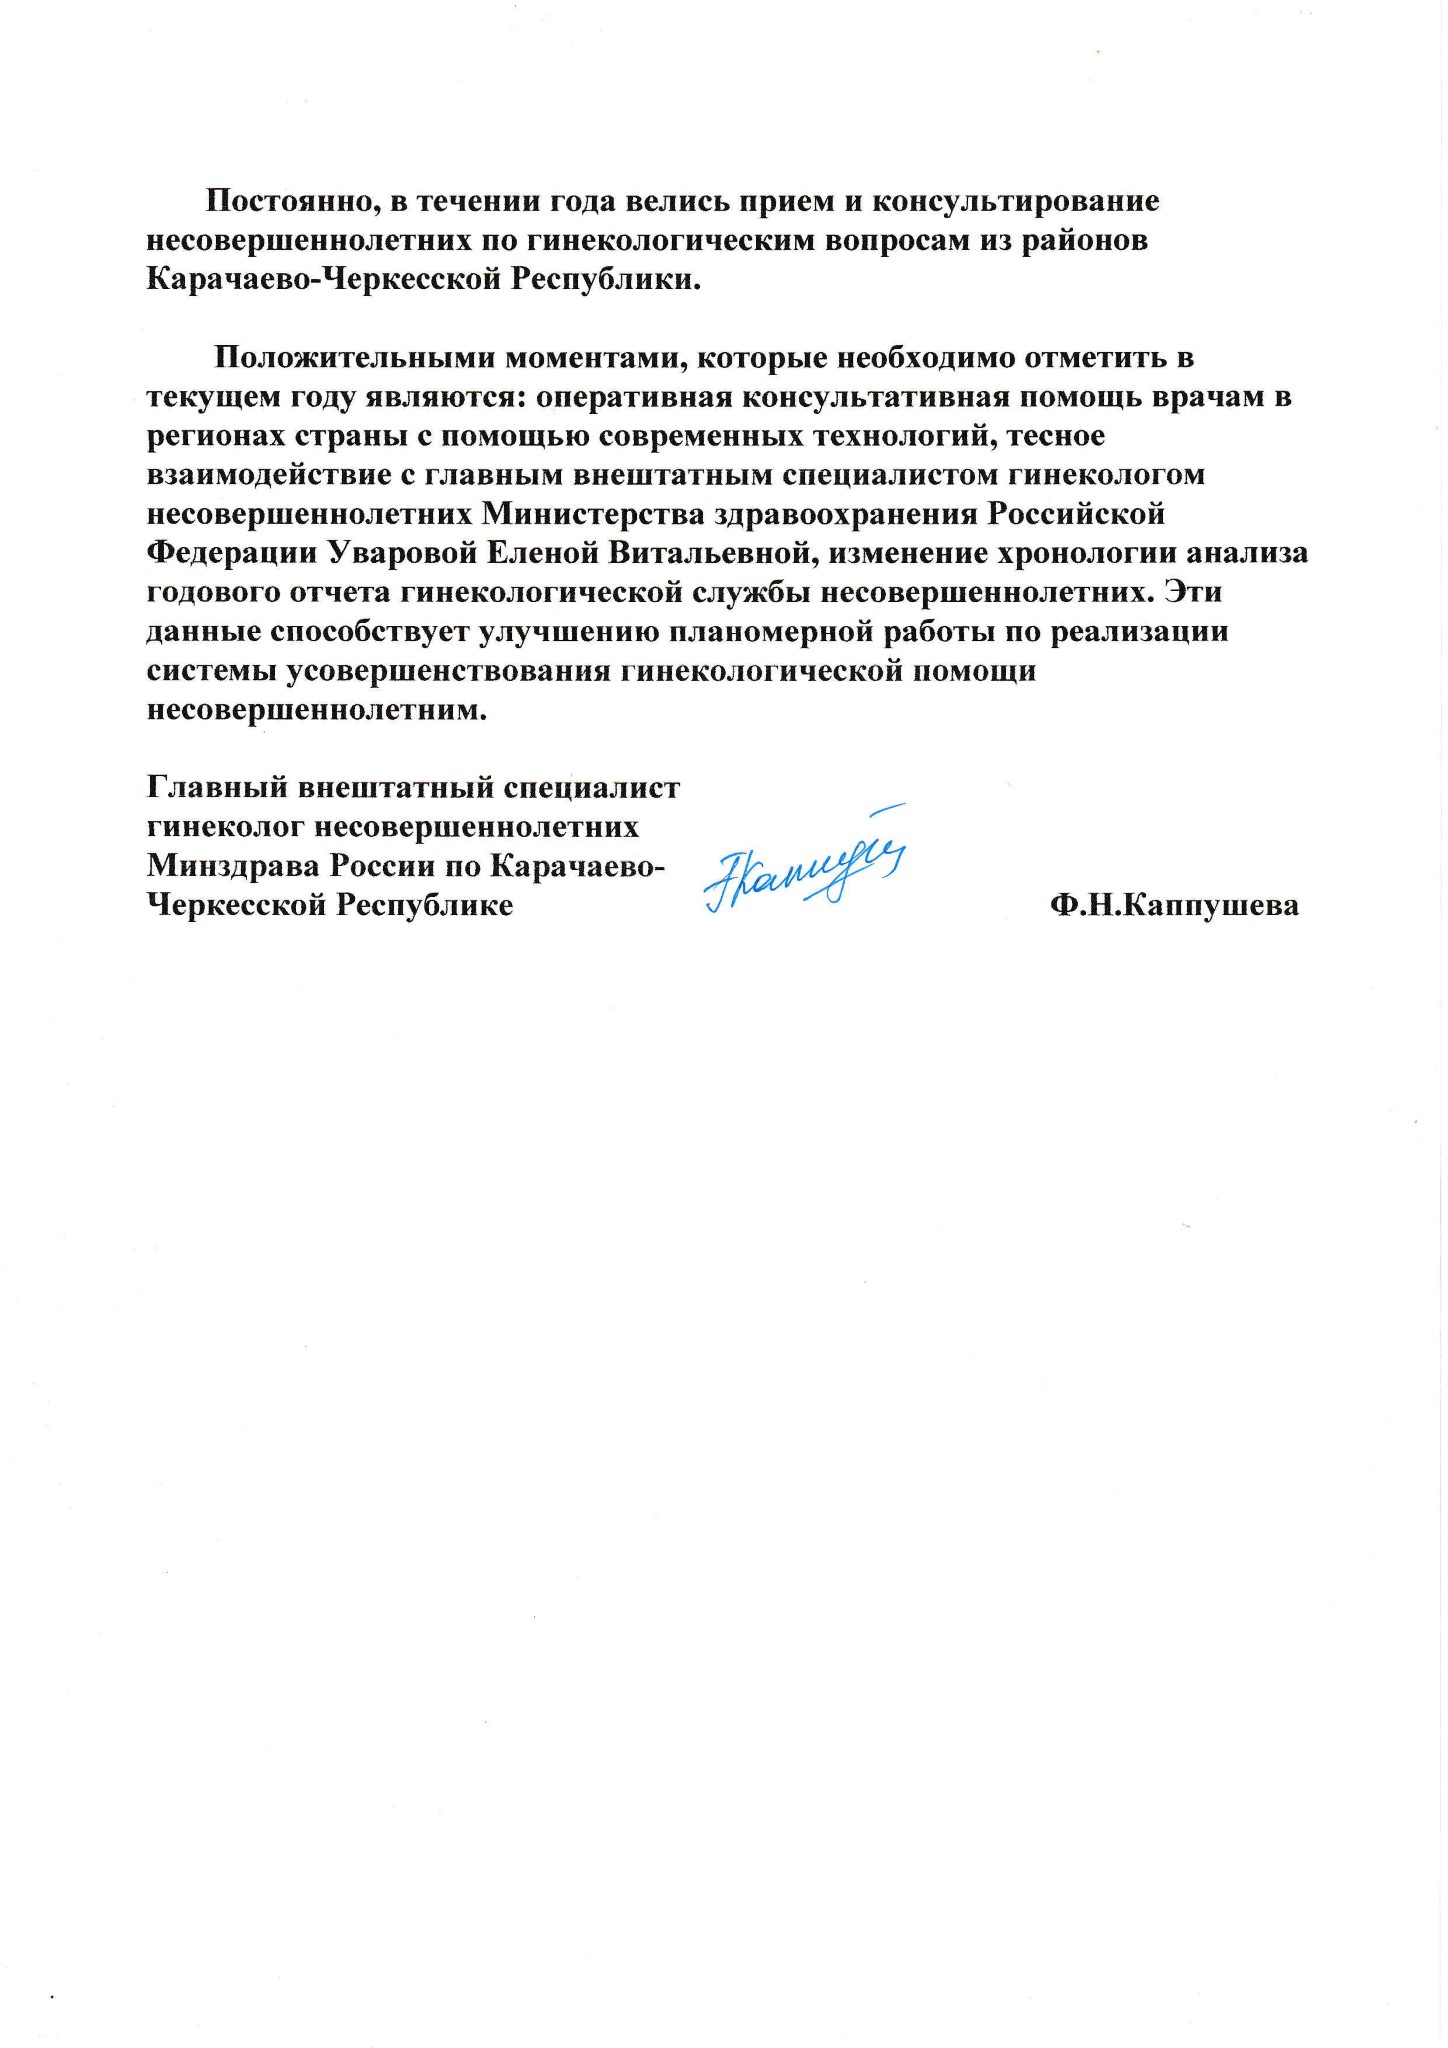 Постоянно, в течении года велись прием и консультирование
несовершеннолетних по гинекологическим вопросам из районов
Карачаево-Черкесской Республики.
Положительными моментами, которые необходимо отметить в
текущем году являются: оперативная консультативная помощь врачам в
регионах страны с помощью современных технологий, тесное
взаимодействие с главным внештатным специалистом гинекологом
несовершеннолетних Министерства здравоохранения Российской
Федерации Уваровой Еленой Витальевной, изменение хронологии анализа
годового отчета гинекологической службы несовершеннолетних. Эти
данные способствует улучшению планомерной работы по реализации
системы усовершенствования гинекологической помощи
несовершеннолетним.
Главный внештатный специалист
гинеколог несовершеннолетних
Минздрава России по Карачаево-
Черкесской Республике Ф.Н.Каппушева